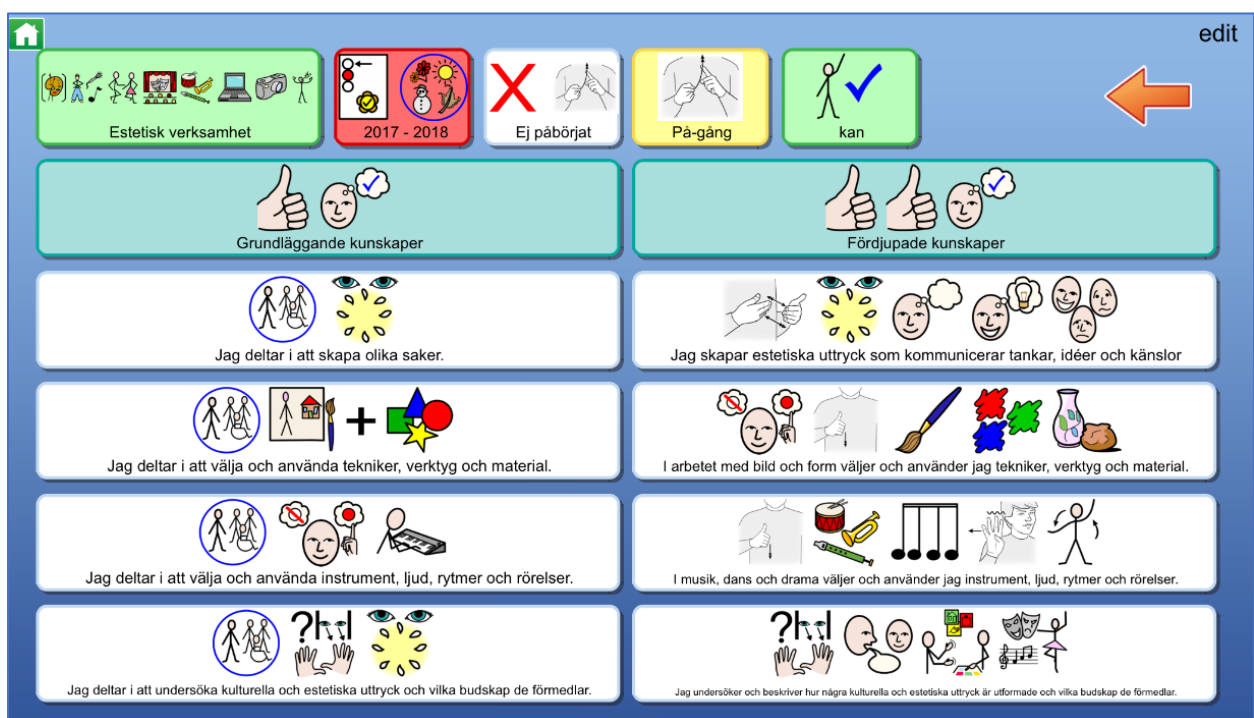 edit
Estetisk verksamhet
2017 - 2018
Ej påbörjat
På-gång
kan
Grundläggande kunskaper
Fördjupade kunskaper
Jag deltar i att skapa olika saker.
Jag skapar estetiska uttryck som kommunicerar tankar, idéer och känslor
Jag deltar i att välja och använda tekniker, verktyg och material.
I arbetet med bild och form väljer och använder jag tekniker, verktyg och material.
Jag deltar i att välja och använda instrument, ljud, rytmer och rörelser.
I musik, dans och drama väljer och använder jag instrument, ljud, rytmer och rörelser.
Jag deltar i att undersöka kulturella och estetiska uttryck och vilka budskap de förmedlar.
Jag undersöker och beskriver hur några kulturella och estetiska uttryck är utformade och vilka budskap de förmedlar.